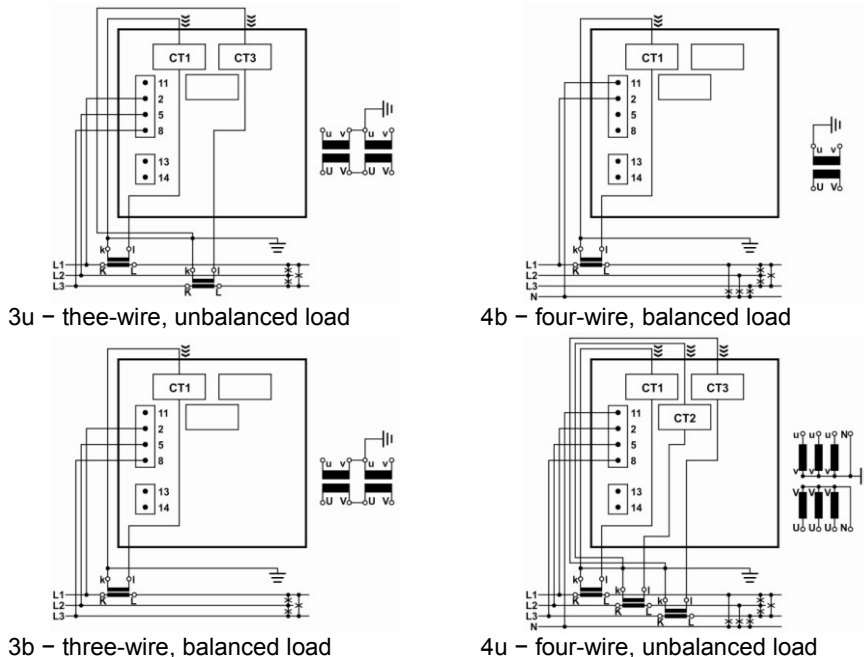 CT1 CT3
11
2
5
8
13
14
u v u v
U V U V
k l
L1
L2
L3
K L
k l
K L
3u − thee-wire, unbalanced load
CT1
11
2
5
8
13
14
u v
U V
k l
L1
L2
L3
N
K L
4b − four-wire, balanced load
CT1
11
2
5
8
13
14
u v u v
U V U V
k l
L1
L2
L3
K L
3b − three-wire, balanced load
CT1 CT3
CT2
11
2
5
8
13
14
u u u N
v v v
V V V
U U U N
k l
k l
k l
L1
L2
L3
N
K L
K L
K L
4u − four-wire, unbalanced load